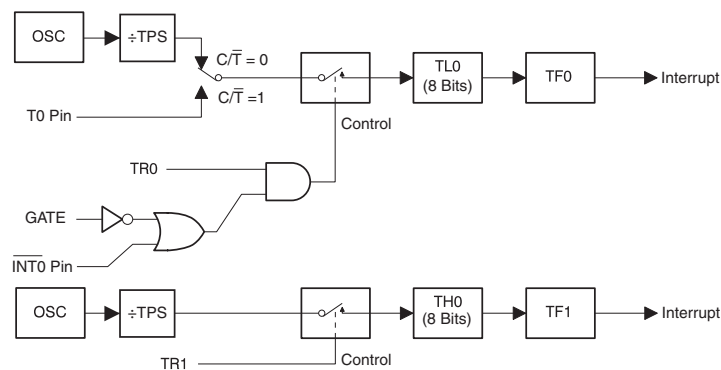 OSC
÷TPS
C/T̅ = 0
C/T̅ =1
T0 Pin
Control
TL0
(8 Bits)
TF0
Interrupt
TR0
GATE
I̅N̅T̅0̅ Pin
OSC
÷TPS
TH0
(8 Bits)
TF1
Interrupt
TR1
Control